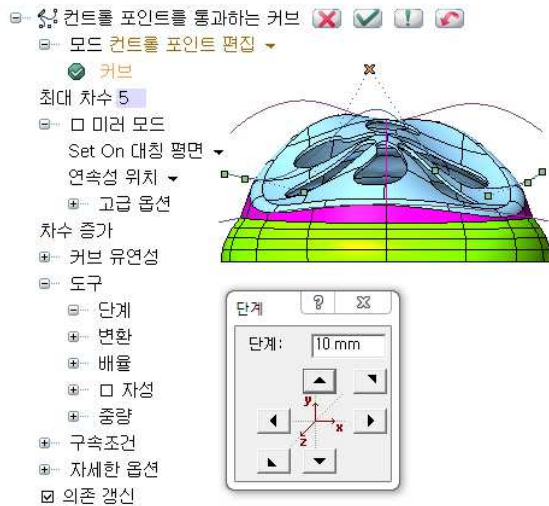 컨트롤 포인트를 통과하는 커브
모드 컨트롤 포인트 편집
커브
최대 차수 5
미러 모드
Set On 대칭 평면
연속성 위치
고급 옵션
차수 증가
커브 유연성
도구
단계
변환
배율
자성
중량
구속조건
자세한 옵션
의존 갱신
단계
단계: 10 mm
y
x
z